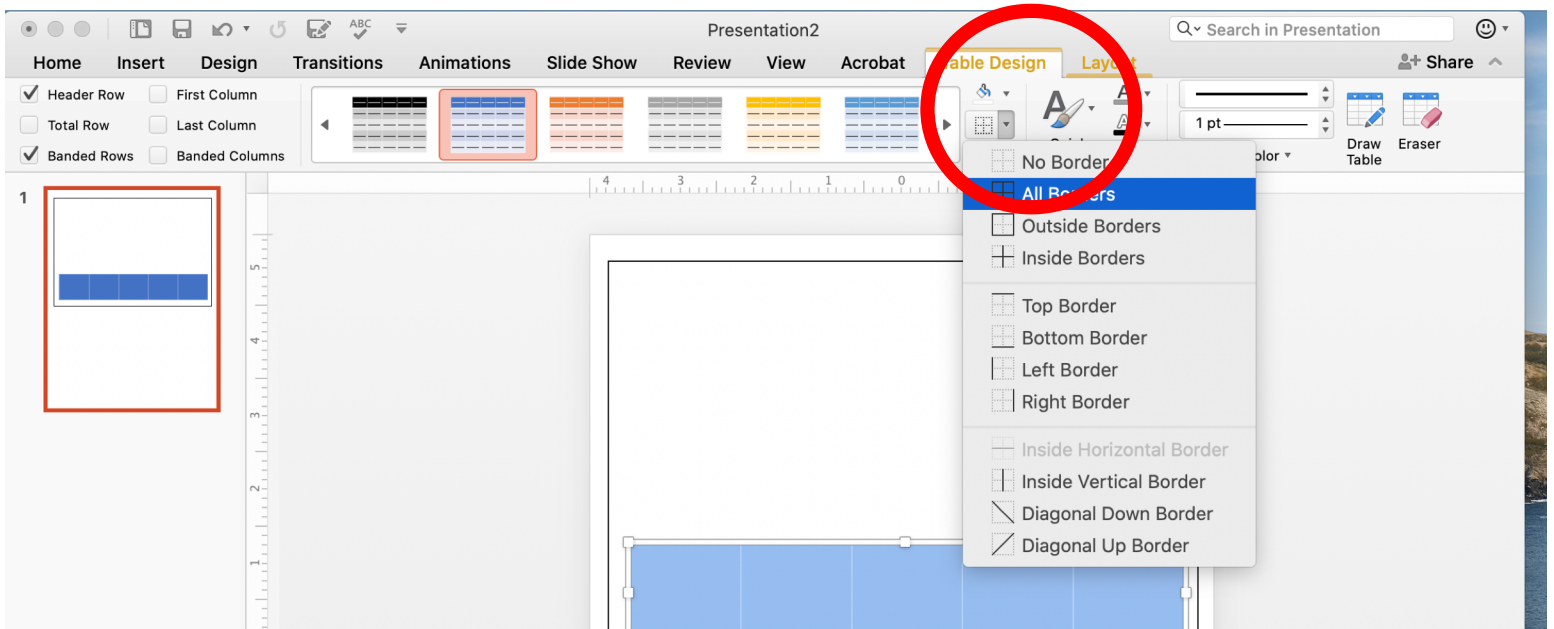 ABC
Presentation2
Search in Presentation
Home Insert Design Transitions Animations Slide Show Review View Acrobat Table Design Layout Share
Header Row First Column
Total Row Last Column
Banded Rows Banded Columns
A A
A
1 pt
Draw Table
Eraser
No Border
All Borders
Outside Borders
Inside Borders
Top Border
Bottom Border
Left Border
Right Border
Inside Horizontal Border
Inside Vertical Border
Diagonal Down Border
Diagonal Up Border
1
4 3 2 1 0
5
4
3
2
1